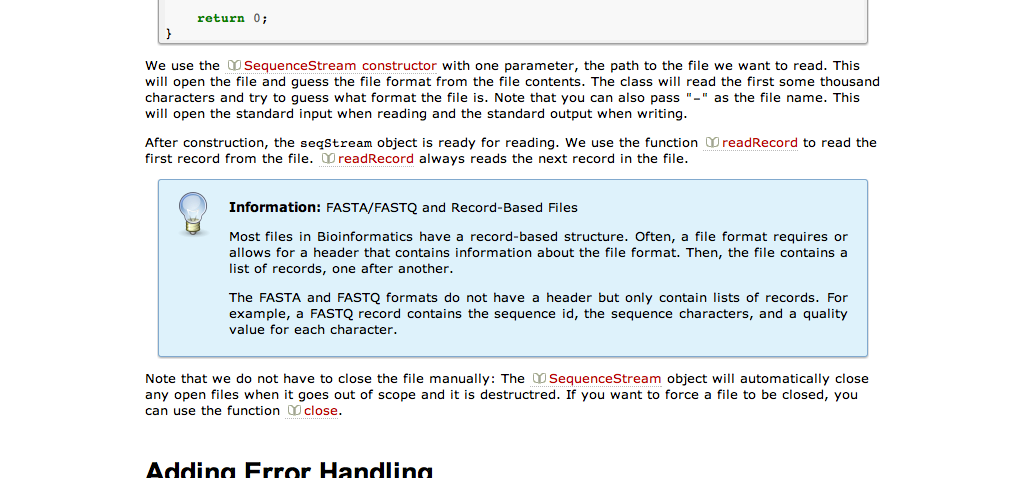 return 0;
}
We use the SequenceStream constructor with one parameter, the path to the file we want to read. This
will open the file and guess the file format from the file contents. The class will read the first some thousand
characters and try to guess what format the file is. Note that you can also pass "-" as the file name. This
will open the standard input when reading and the standard output when writing.
After construction, the seqStream object is ready for reading. We use the function readRecord to read the
first record from the file. readRecord always reads the next record in the file.
Information: FASTA/FASTQ and Record-Based Files
Most files in Bioinformatics have a record-based structure. Often, a file format requires or
allows for a header that contains information about the file format. Then, the file contains a
list of records, one after another.
The FASTA and FASTQ formats do not have a header but only contain lists of records. For
example, a FASTQ record contains the sequence id, the sequence characters, and a quality
value for each character.
Note that we do not have to close the file manually: The SequenceStream object will automatically close
any open files when it goes out of scope and it is destructred. If you want to force a file to be closed, you
can use the function close.
Adding Error Handling